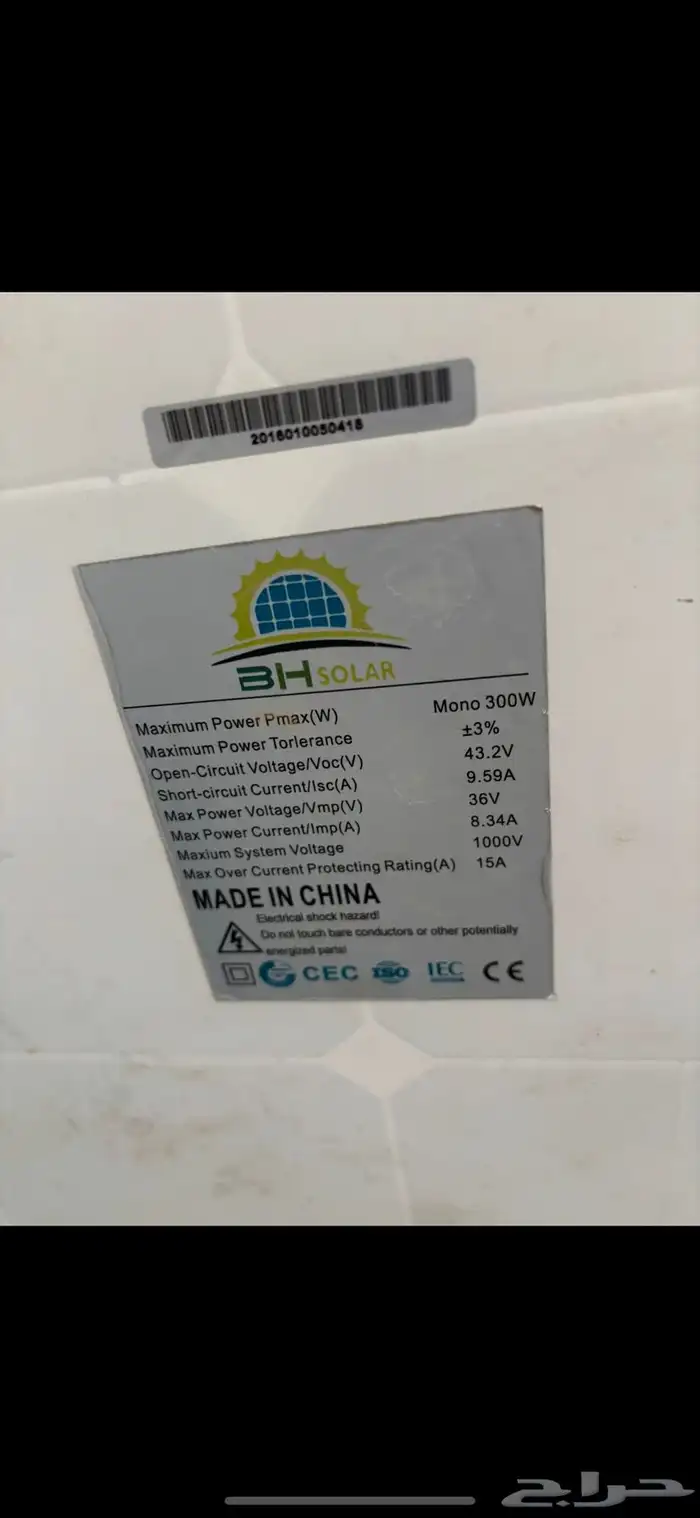 2016010050418
BH SOLAR
Maximum Power Pmax(W) Mono 300W
Maximum Power Torlerance ±3%
Open-Circuit Voltage/Voc(V) 43.2V
Short-circuit Current/Isc(A) 9.59A
Max Power Voltage/Vmp(V) 36V
Max Power Current/Imp(A) 8.34A
Maxium System Voltage 1000V
Max Over Current Protecting Rating(A) 15A
MADE IN CHINA
Electrical shock hazard!
Do not touch bare conductors or other potentially
energized parts!
CEC ISO IEC CE
حراج